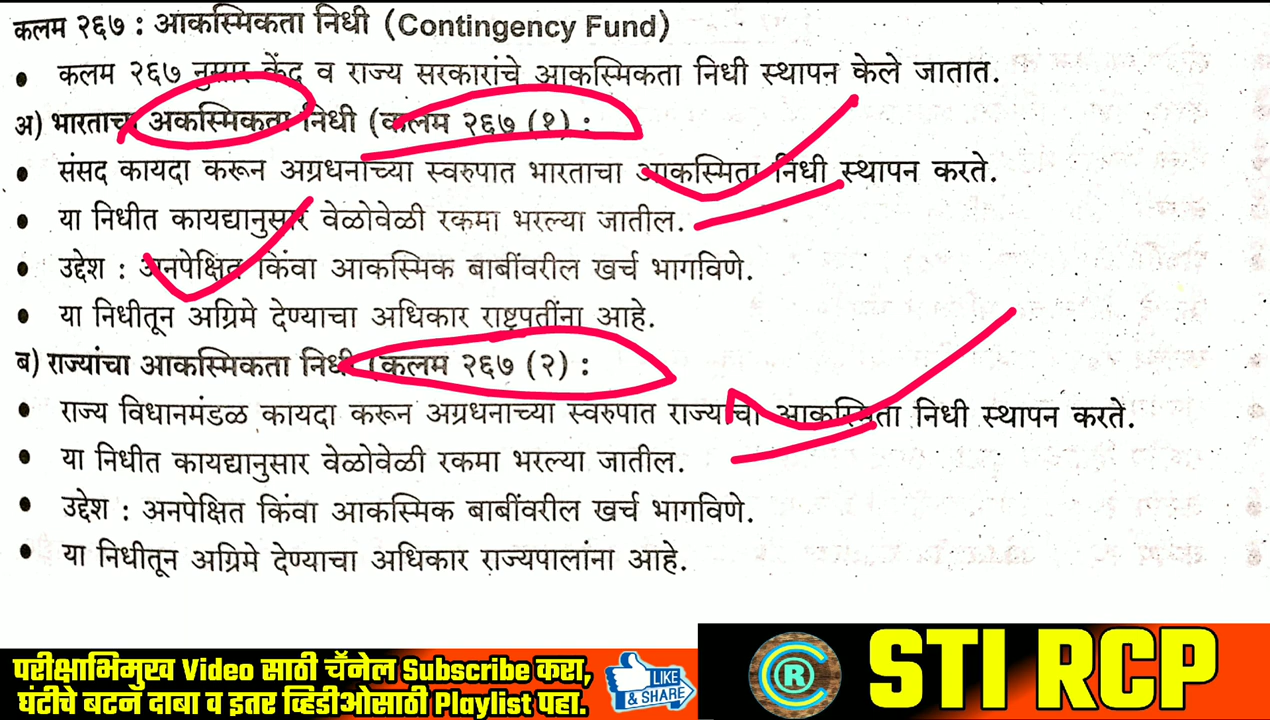 कलम २६७ : आकस्मिकता निधी (Contingency Fund)
• कलम २६७ नुसार केंद्र व राज्य सरकारांचे आकस्मिकता निधी स्थापन केले जातात.
अ) भारताचा अकस्मिकता निधी (कलम २६७ (१) :
• संसद कायदा करून अग्रधनाच्या स्वरुपात भारताचा आकस्मिता निधी स्थापन करते.
• या निधीत कायद्यानुसार वेळोवेळी रकमा भरल्या जातील.
• उद्देश : अनपेक्षित किंवा आकस्मिक बाबींवरील खर्च भागविणे.
• या निधीतून अग्रिमे देण्याचा अधिकार राष्ट्रपतींना आहे.
ब) राज्यांचा आकस्मिकता निधी (कलम २६७ (२) :
• राज्य विधानमंडळ कायदा करून अग्रधनाच्या स्वरुपात राज्याचा आकस्मिता निधी स्थापन करते.
• या निधीत कायद्यानुसार वेळोवेळी रकमा भरल्या जातील.
• उद्देश : अनपेक्षित किंवा आकस्मिक बाबींवरील खर्च भागविणे.
• या निधीतून अग्रिमे देण्याचा अधिकार राज्यपालांना आहे.
परीक्षाभिमुख Video साठी चॅनेल Subscribe करा,
घंटीचे बटन दाबा व इतर व्हिडीओसाठी Playlist पहा.
LIKE
& SHARE
R
STI RCP